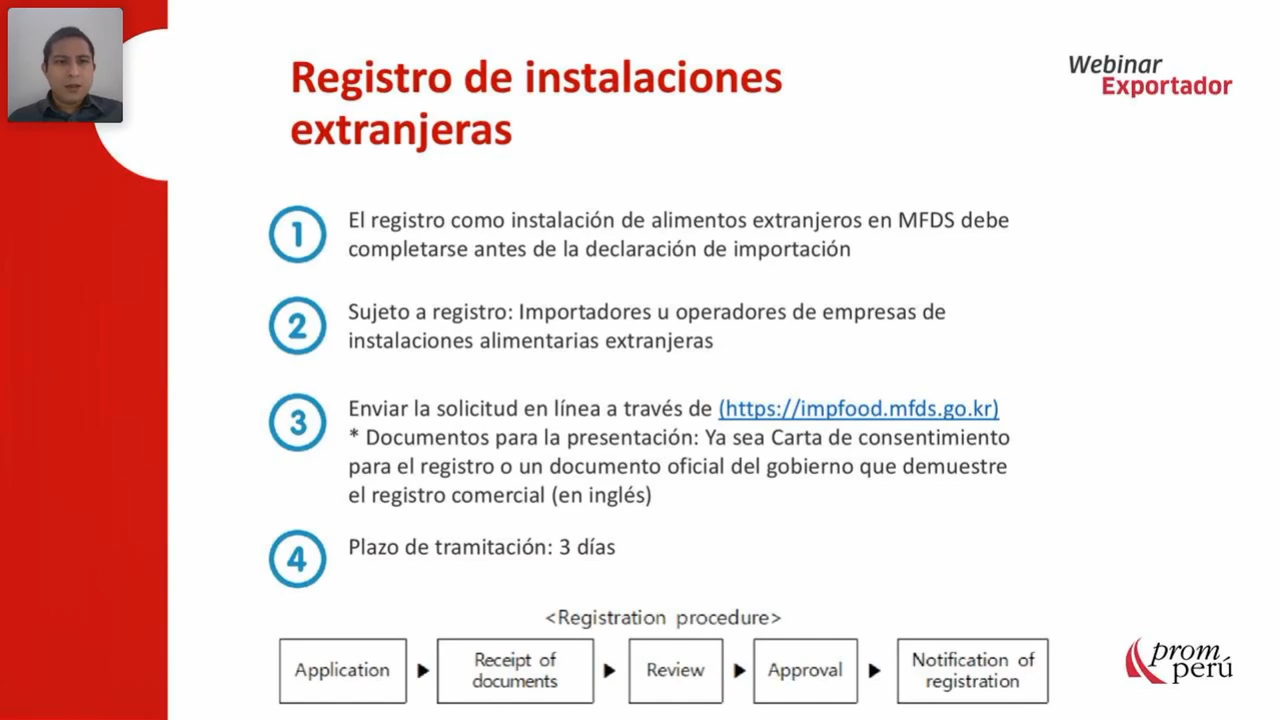 Registro de instalaciones
extranjeras
Webinar
Exportador
1
El registro como instalación de alimentos extranjeros en MFDS debe
completarse antes de la declaración de importación
2
Sujeto a registro: Importadores u operadores de empresas de
instalaciones alimentarias extranjeras
3
Enviar la solicitud en línea a través de (https://impfood.mfds.go.kr)
* Documentos para la presentación: Ya sea Carta de consentimiento
para el registro o un documento oficial del gobierno que demuestre
el registro comercial (en inglés)
4
Plazo de tramitación: 3 días
<Registration procedure>
Application
Receipt of
documents
Review
Approval
Notification of
registration
prom
perú